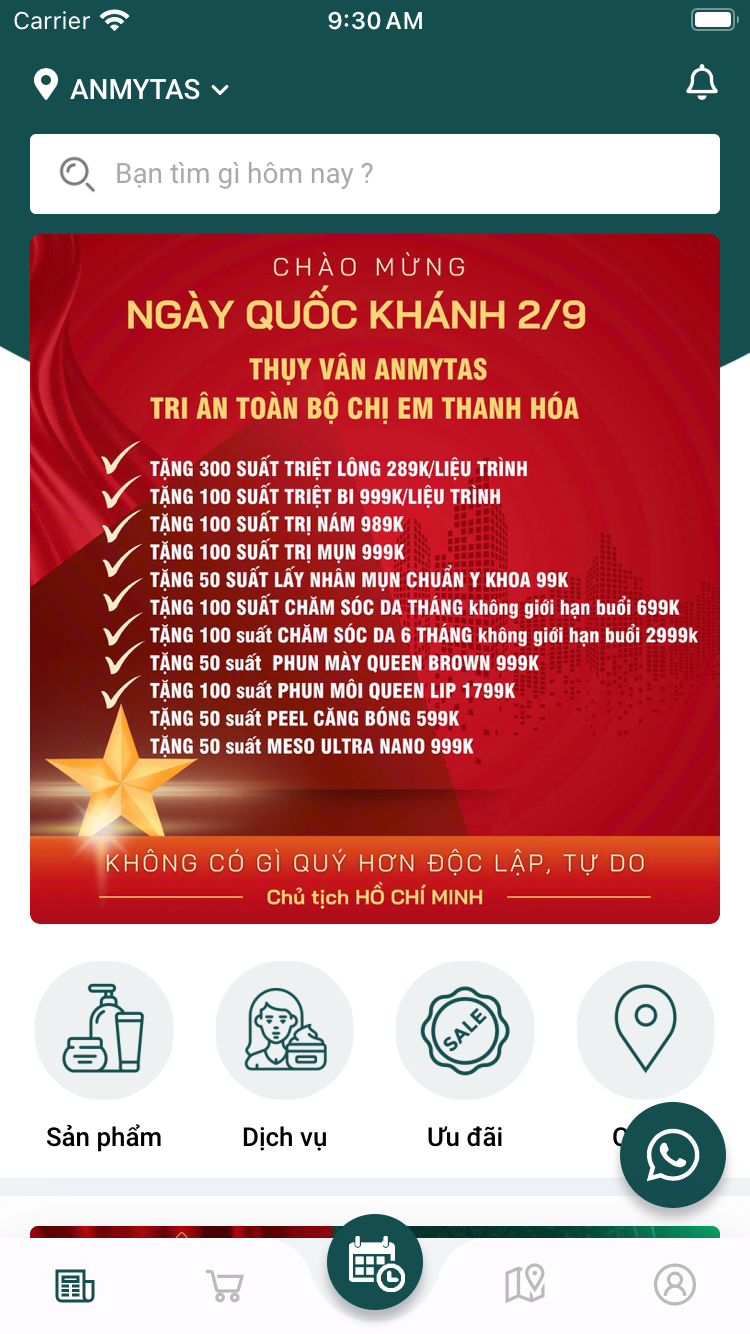 Carrier 9:30 AM
ANMYTAS
Bạn tìm gì hôm nay ?
CHÀO MỪNG
NGÀY QUỐC KHÁNH 2/9
THỤY VÂN ANMYTAS
TRI ÂN TOÀN BỘ CHỊ EM THANH HÓA
TẶNG 300 SUẤT TRIỆT LÔNG 289K/LIỆU TRÌNH
TẶNG 100 SUẤT TRIỆT BI 999K/LIỆU TRÌNH
TẶNG 100 SUẤT TRỊ NÁM 989K
TẶNG 100 SUẤT TRỊ MỤN 999K
TẶNG 50 SUẤT LẤY NHÂN MỤN CHUẨN Y KHOA 99K
TẶNG 100 SUẤT CHĂM SÓC DA THÁNG không giới hạn buổi 699K
TẶNG 100 suất CHĂM SÓC DA 6 THÁNG không giới hạn buổi 2999k
TẶNG 50 suất PHUN MÀY QUEEN BROWN 999K
TẶNG 100 suất PHUN MÔI QUEEN LIP 1799K
TẶNG 50 suất PEEL CĂNG BÓNG 599K
TẶNG 50 suất MESO ULTRA NANO 999K
KHÔNG CÓ GÌ QUÝ HƠN ĐỘC LẬP, TỰ DO
Chủ tịch HỒ CHÍ MINH
SALE
Sản phẩm Dịch vụ Ưu đãi